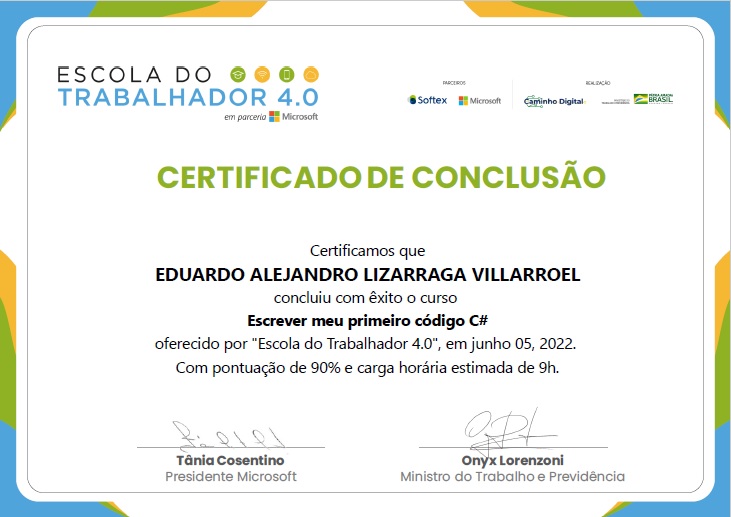 ESCOLA DO
TRABALHADOR 4.0
em parceria Microsoft
PARCEIROS
Softex Microsoft
REALIZAÇÃO
Caminho Digital
PÁTRIA AMADA
BRASIL
CERTIFICADO DE CONCLUSÃO
Certificamos que
EDUARDO ALEJANDRO LIZARRAGA VILLARROEL
concluiu com êxito o curso
Escrever meu primeiro código C#
oferecido por "Escola do Trabalhador 4.0", em junho 05, 2022.
Com pontuação de 90% e carga horária estimada de 9h.
Tânia Cosentino
Presidente Microsoft
Onyx Lorenzoni
Ministro do Trabalho e Previdência